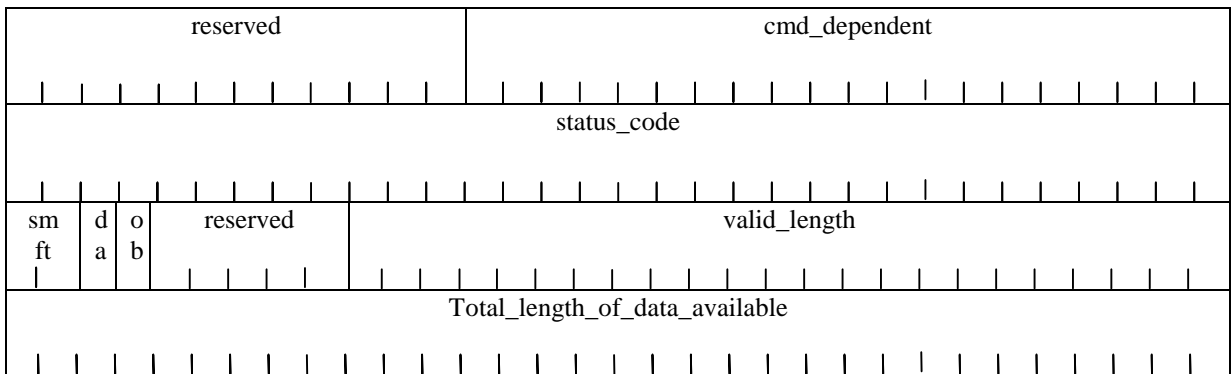 reserved cmd_dependent
status_code
sm d o reserved valid_length
ft a b
Total_length_of_data_available